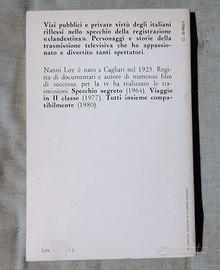 Vizi pubblici e private virtù degli italiani
riflessi nello specchio della registrazione
«clandestina». Personaggi e storie della
trasmissione televisiva che ha appassio-
nato e divertito tanti spettatori.
Nanni Loy è nato a Cagliari nel 1925. Regi-
sta di documentari e autore di numerosi film
di successo, per la tv ha realizzato le tra-
smissioni Specchio segreto (1964), Viaggio
in II classe (1977), Tutti insieme compa-
tibilmente (1980).
Lire
subito